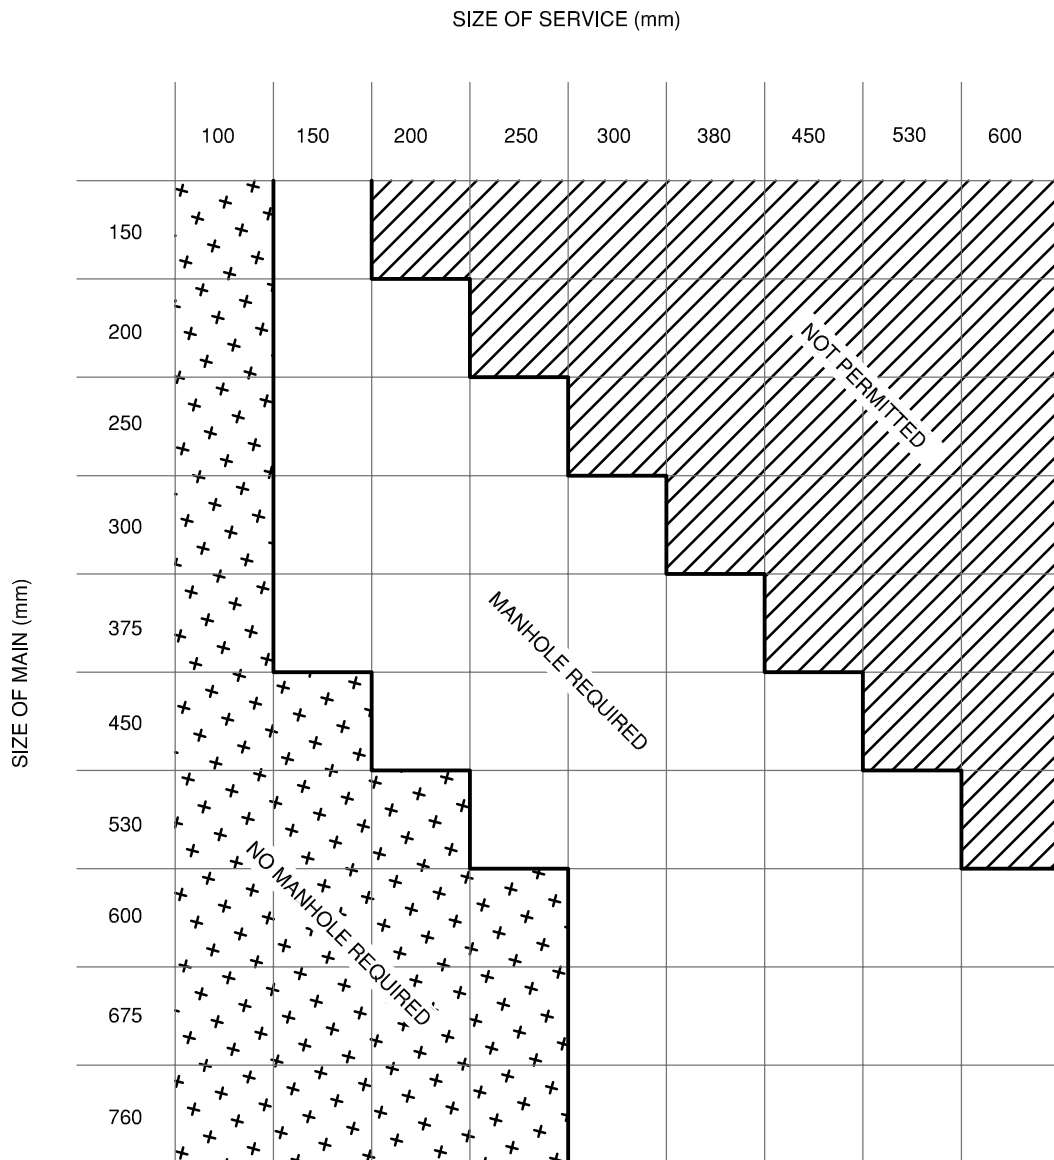 SIZE OF SERVICE (mm)
100 150 200 250 300 380 450 530 600
150
200
NOT PERMITTED
250
300
SIZE OF MAIN (mm)
375
MANHOLE REQUIRED
450
530
NO MANHOLE REQUIRED
600
675
760